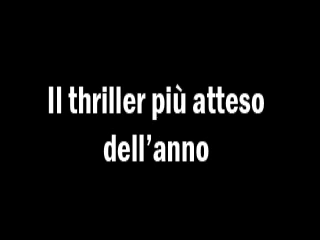 Il thriller più atteso
dell’anno